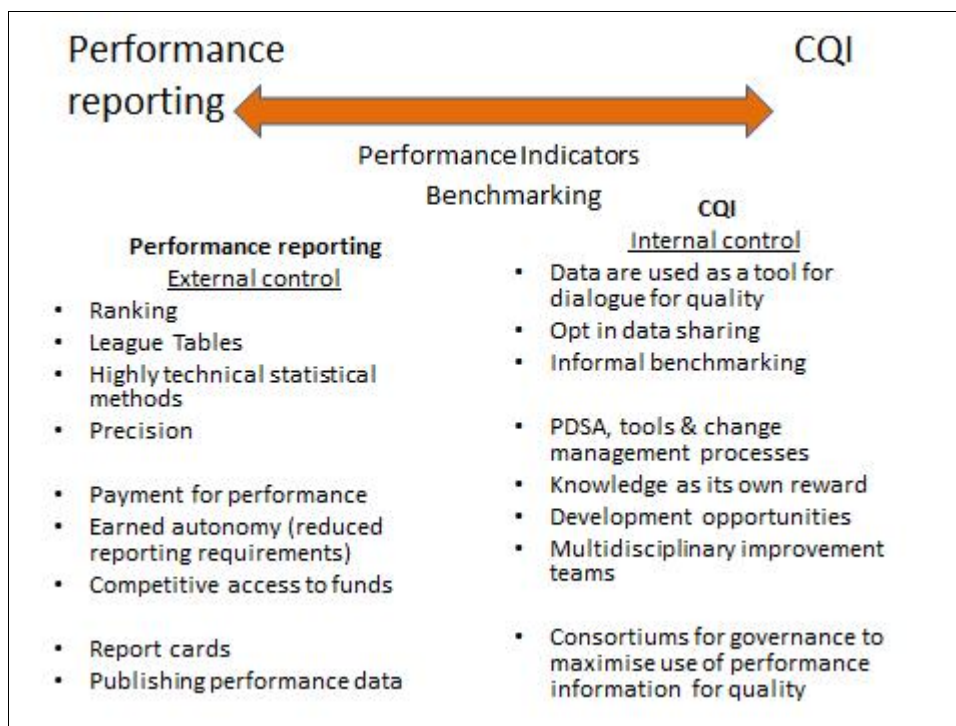 Performance
reporting
CQI
Performance Indicators
Benchmarking
Performance reporting
External control
• Ranking
• League Tables
• Highly technical statistical
methods
• Precision
• Payment for performance
• Earned autonomy (reduced
reporting requirements)
• Competitive access to funds
• Report cards
• Publishing performance data
CQI
Internal control
• Data are used as a tool for
dialogue for quality
• Opt in data sharing
• Informal benchmarking
• PDSA, tools & change
management processes
• Knowledge as its own reward
• Development opportunities
• Multidisciplinary improvement
teams
• Consortiums for governance to
maximise use of performance
information for quality